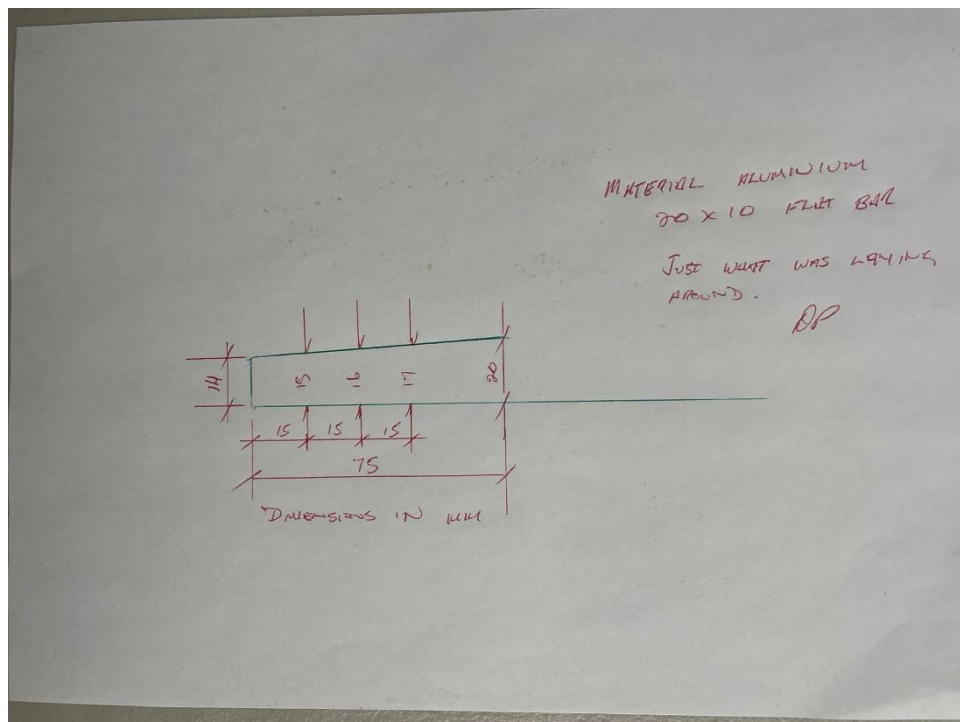 MATERIAL ALUMINIUM
20 X 10 FLAT BAR
JUST WHAT WAS LAYING
AROUND.
DP
14
15
16
17
20
15 15 15
75
DIMENSIONS IN MM